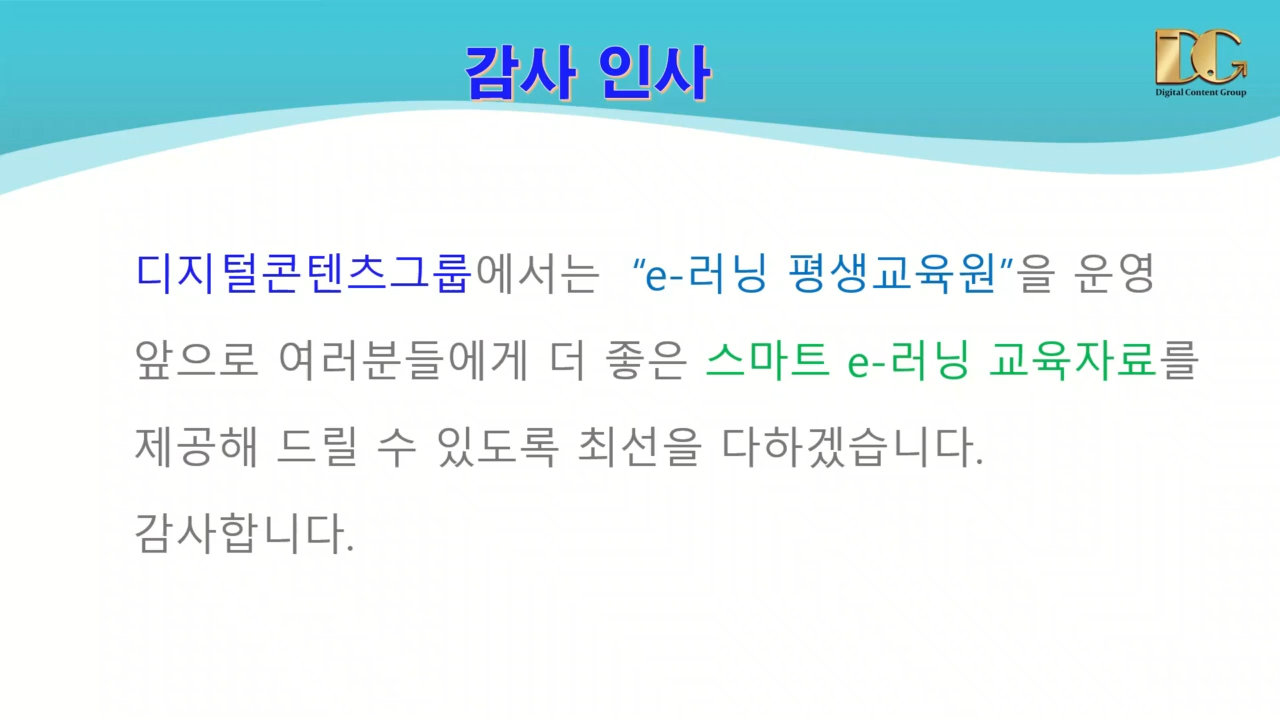 감사 인사
DG
Digital Content Group
디지털콘텐츠그룹에서는 “e-러닝 평생교육원”을 운영
앞으로 여러분들에게 더 좋은 스마트 e-러닝 교육자료를
제공해 드릴 수 있도록 최선을 다하겠습니다.
감사합니다.